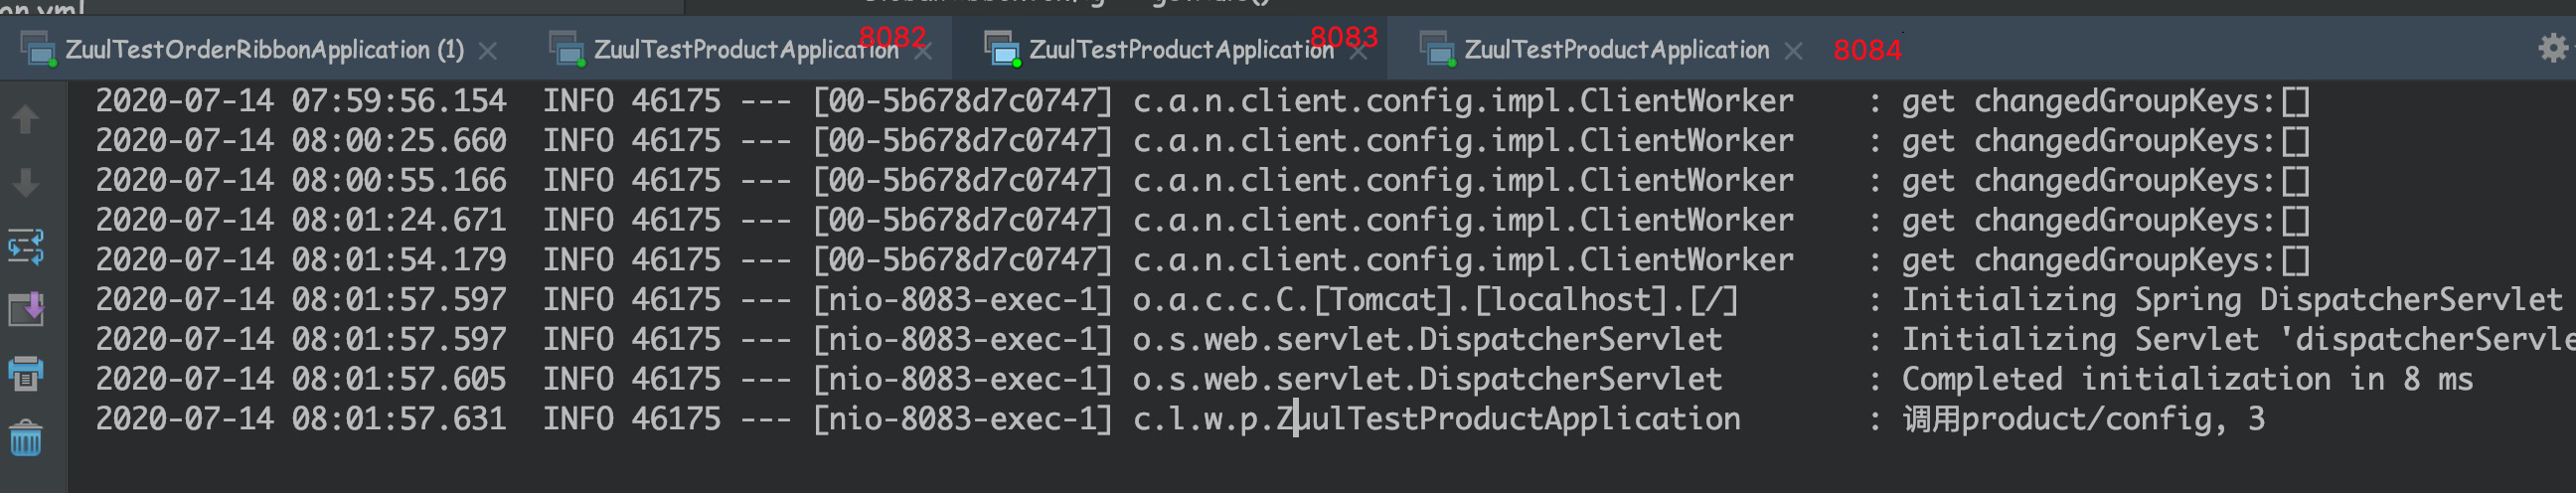 on.yml
ZuulTestOrderRibbonApplication (1) ZuulTestProductApplication 8082 ZuulTestProductApplication 8083 ZuulTestProductApplication 8084
2020-07-14 07:59:56.154 INFO 46175 --- [00-5b678d7c0747] c.a.n.client.config.impl.ClientWorker : get changedGroupKeys:[]
2020-07-14 08:00:25.660 INFO 46175 --- [00-5b678d7c0747] c.a.n.client.config.impl.ClientWorker : get changedGroupKeys:[]
2020-07-14 08:00:55.166 INFO 46175 --- [00-5b678d7c0747] c.a.n.client.config.impl.ClientWorker : get changedGroupKeys:[]
2020-07-14 08:01:24.671 INFO 46175 --- [00-5b678d7c0747] c.a.n.client.config.impl.ClientWorker : get changedGroupKeys:[]
2020-07-14 08:01:54.179 INFO 46175 --- [00-5b678d7c0747] c.a.n.client.config.impl.ClientWorker : get changedGroupKeys:[]
2020-07-14 08:01:57.597 INFO 46175 --- [nio-8083-exec-1] o.a.c.c.C.[Tomcat].[localhost].[/] : Initializing Spring DispatcherServlet
2020-07-14 08:01:57.597 INFO 46175 --- [nio-8083-exec-1] o.s.web.servlet.DispatcherServlet : Initializing Servlet 'dispatcherServle
2020-07-14 08:01:57.605 INFO 46175 --- [nio-8083-exec-1] o.s.web.servlet.DispatcherServlet : Completed initialization in 8 ms
2020-07-14 08:01:57.631 INFO 46175 --- [nio-8083-exec-1] c.l.w.p.ZuulTestProductApplication : 调用product/config, 3